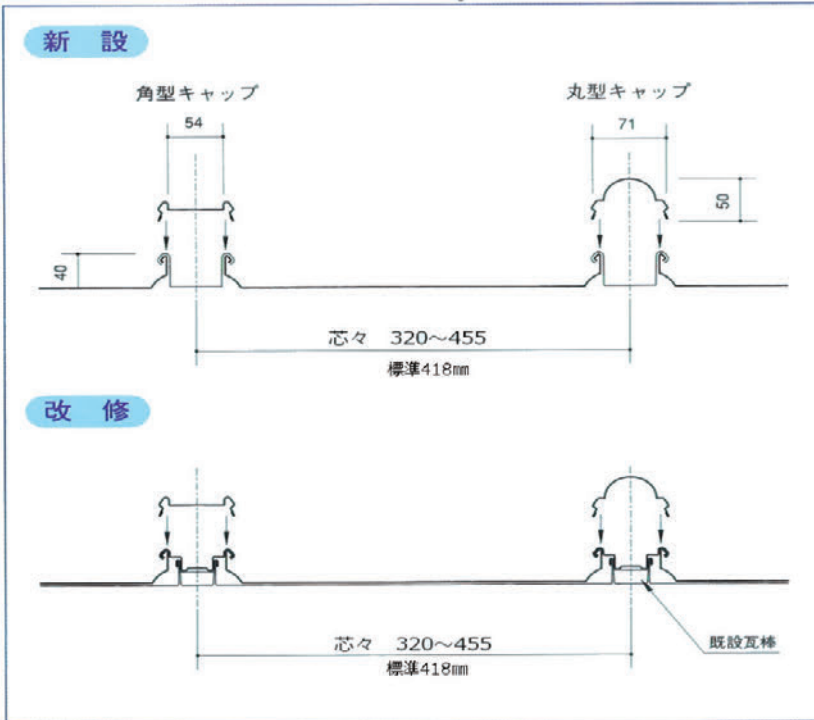 新 設
角型キャップ
丸型キャップ
54
71
50
40
芯々 320～455
標準418㎜
改 修
芯々 320～455
標準418㎜
既設瓦棒